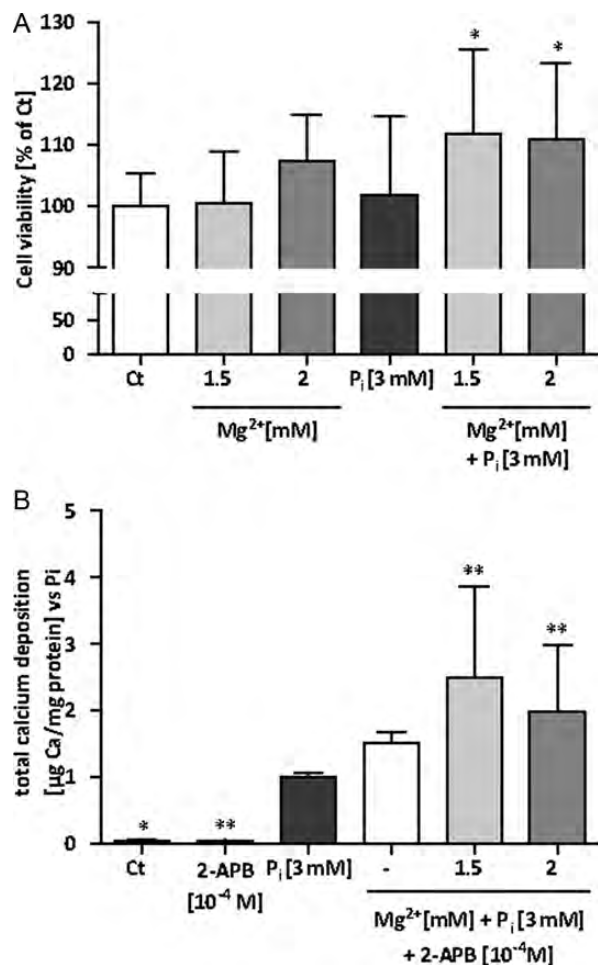 A
Cell viability [% of Ct]
130
120
110
100
90
50
0
* *
Ct 1.5 2 Pi [3 mM] 1.5 2
Mg2+[mM] Mg2+[mM]
+ Pi [3 mM]
B
total calcium deposition
[µg Ca/mg protein] vs Pi
5
4
3
2
1
0
* ** ** **
Ct 2-APB Pi [3 mM] - 1.5 2
[10-4 M]
Mg2+[mM] + Pi [3 mM]
+ 2-APB [10-4M]